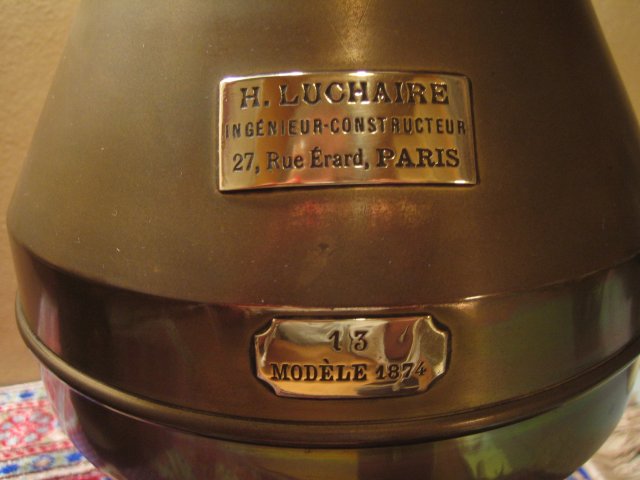 H. LUCHAIRE
INGÉNIEUR-CONSTRUCTEUR
27, Rue Érard, PARIS
13
MODÈLE 1874